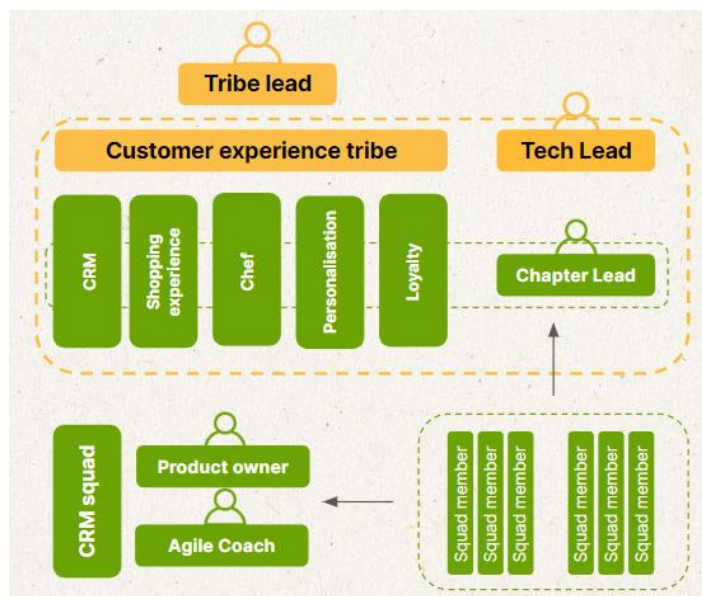 Tribe lead
Customer experience tribe
Tech Lead
CRM
Shopping
experience
Chef
Personalisation
Loyalty
Chapter Lead
CRM squad
Product owner
Agile Coach
Squad member
Squad member
Squad member
Squad member
Squad member
Squad member